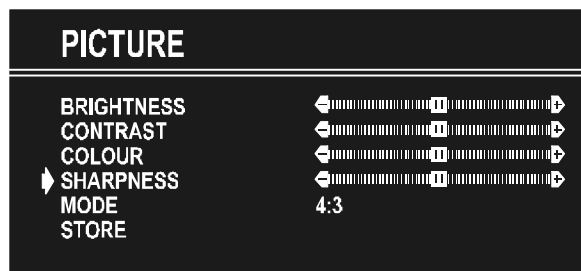 PICTURE
BRIGHTNESS
CONTRAST
COLOUR
SHARPNESS
MODE 4:3
STORE